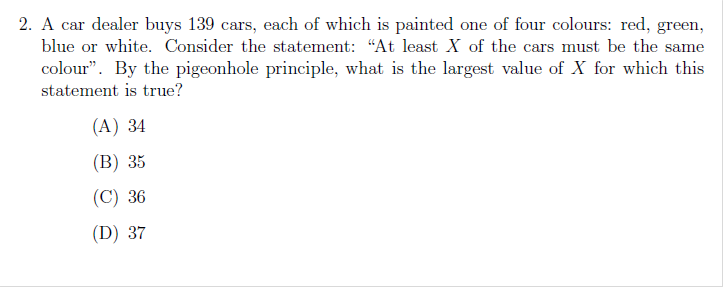 2. A car dealer buys 139 cars, each of which is painted one of four colours: red, green,
blue or white. Consider the statement: “At least X of the cars must be the same
colour”. By the pigeonhole principle, what is the largest value of X for which this
statement is true?
(A) 34
(B) 35
(C) 36
(D) 37